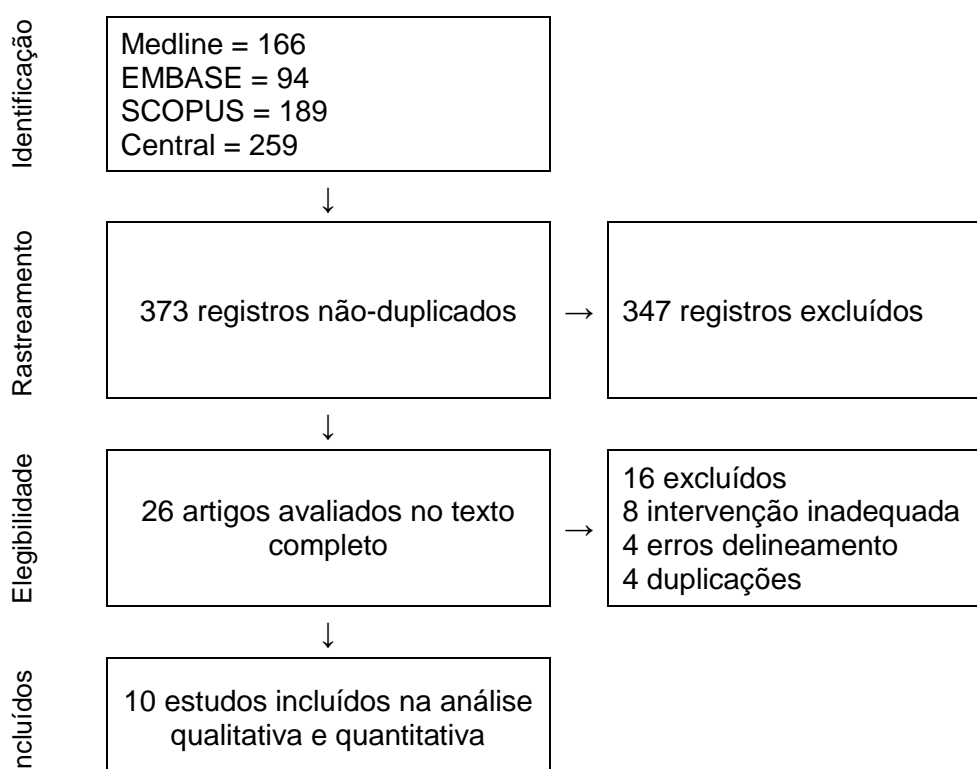 Identificação
Medline = 166
EMBASE = 94
SCOPUS = 189
Central = 259
↓
Rastreamento
373 registros não-duplicados
→
347 registros excluídos
↓
Elegibilidade
26 artigos avaliados no texto
completo
→
16 excluídos
8 intervenção inadequada
4 erros delineamento
4 duplicações
↓
ncluídos
10 estudos incluídos na análise
qualitativa e quantitativa